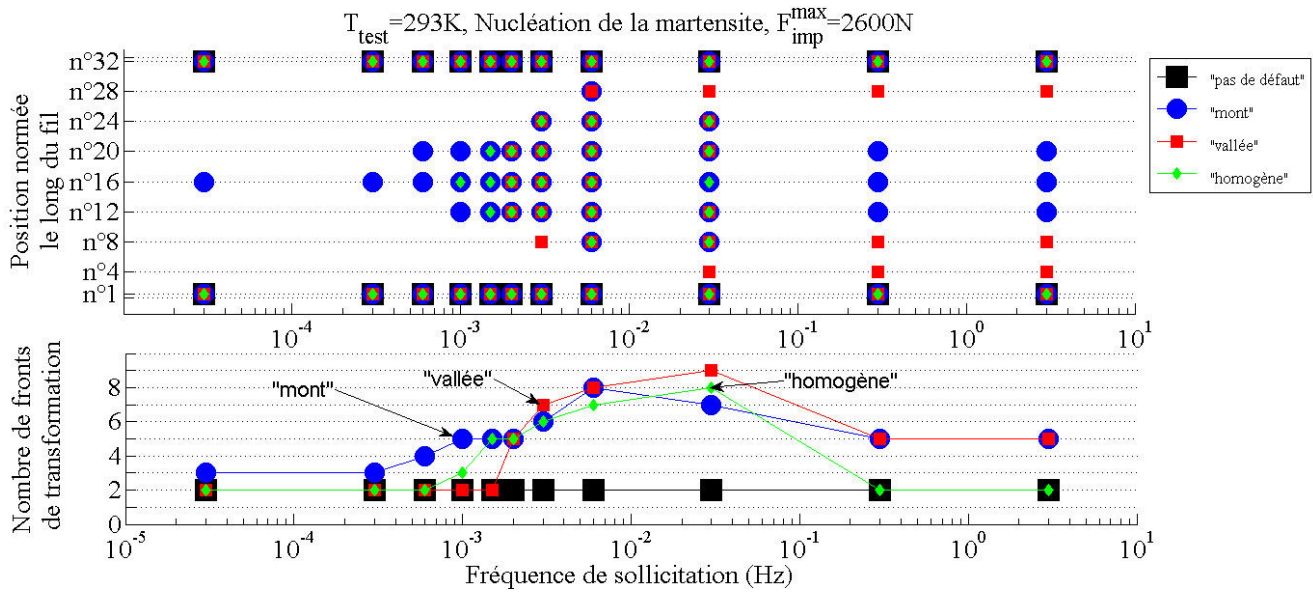 T_test=293K, Nucléation de la martensite, F_imp^max=2600N
Position normée
le long du fil
n°32
n°28
n°24
n°20
n°16
n°12
n°8
n°4
n°1
10^-4
10^-3
10^-2
10^-1
10^0
10^1
"pas de défaut"
"mont"
"vallée"
"homogène"
Nombre de fronts
de transformation
8
6
4
2
0
"mont"
"vallée"
"homogène"
10^-5
10^-4
10^-3
10^-2
10^-1
10^0
10^1
Fréquence de sollicitation (Hz)